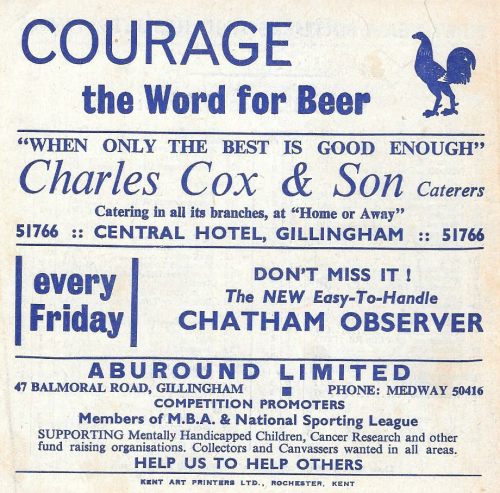 COURAGE
the Word for Beer
"WHEN ONLY THE BEST IS GOOD ENOUGH"
Charles Cox & Son Caterers
Catering in all its branches, at "Home or Away"
51766 :: CENTRAL HOTEL, GILLINGHAM :: 51766
every
Friday
DON'T MISS IT !
The NEW Easy-To-Handle
CHATHAM OBSERVER
ABUROUND LIMITED
47 BALMORAL ROAD, GILLINGHAM ■ PHONE: MEDWAY 50416
COMPETITION PROMOTERS
Members of M.B.A. & National Sporting League
SUPPORTING Mentally Handicapped Children, Cancer Research and other
fund raising organisations. Collectors and Canvassers wanted in all areas.
HELP US TO HELP OTHERS
KENT ART PRINTERS LTD., ROCHESTER, KENT